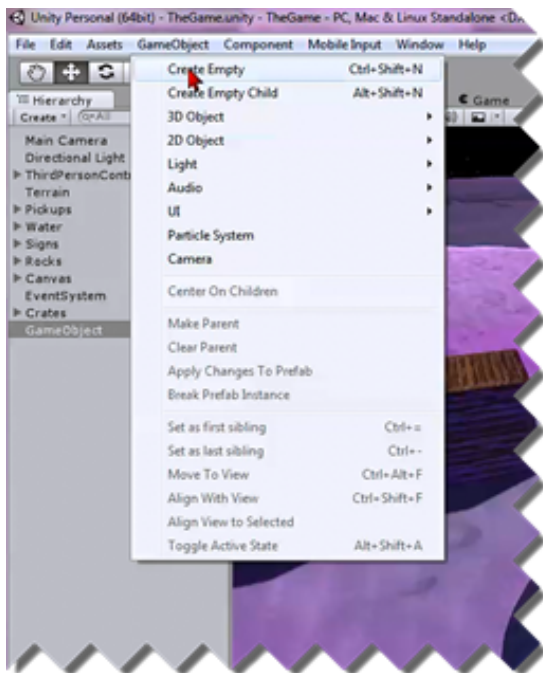 Unity Personal (64bit) - TheGame.unity - TheGame - PC, Mac & Linux Standalone
File Edit Assets GameObject Component Mobile Input Window Help
Hierarchy
Create
All
Main Camera
Directional Light
ThirdPersonCont
Terrain
Pickups
Water
Signs
Rocks
Canvas
EventSystem
Crates
GameObject
Create Empty Ctrl+Shift+N
Create Empty Child Alt+Shift+N
3D Object
2D Object
Light
Audio
UI
Particle System
Camera
Center On Children
Make Parent
Clear Parent
Apply Changes To Prefab
Break Prefab Instance
Set as first sibling Ctrl+=
Set as last sibling Ctrl+-
Move To View Ctrl+Alt+F
Align With View Ctrl+Shift+F
Align View to Selected
Toggle Active State Alt+Shift+A
Game